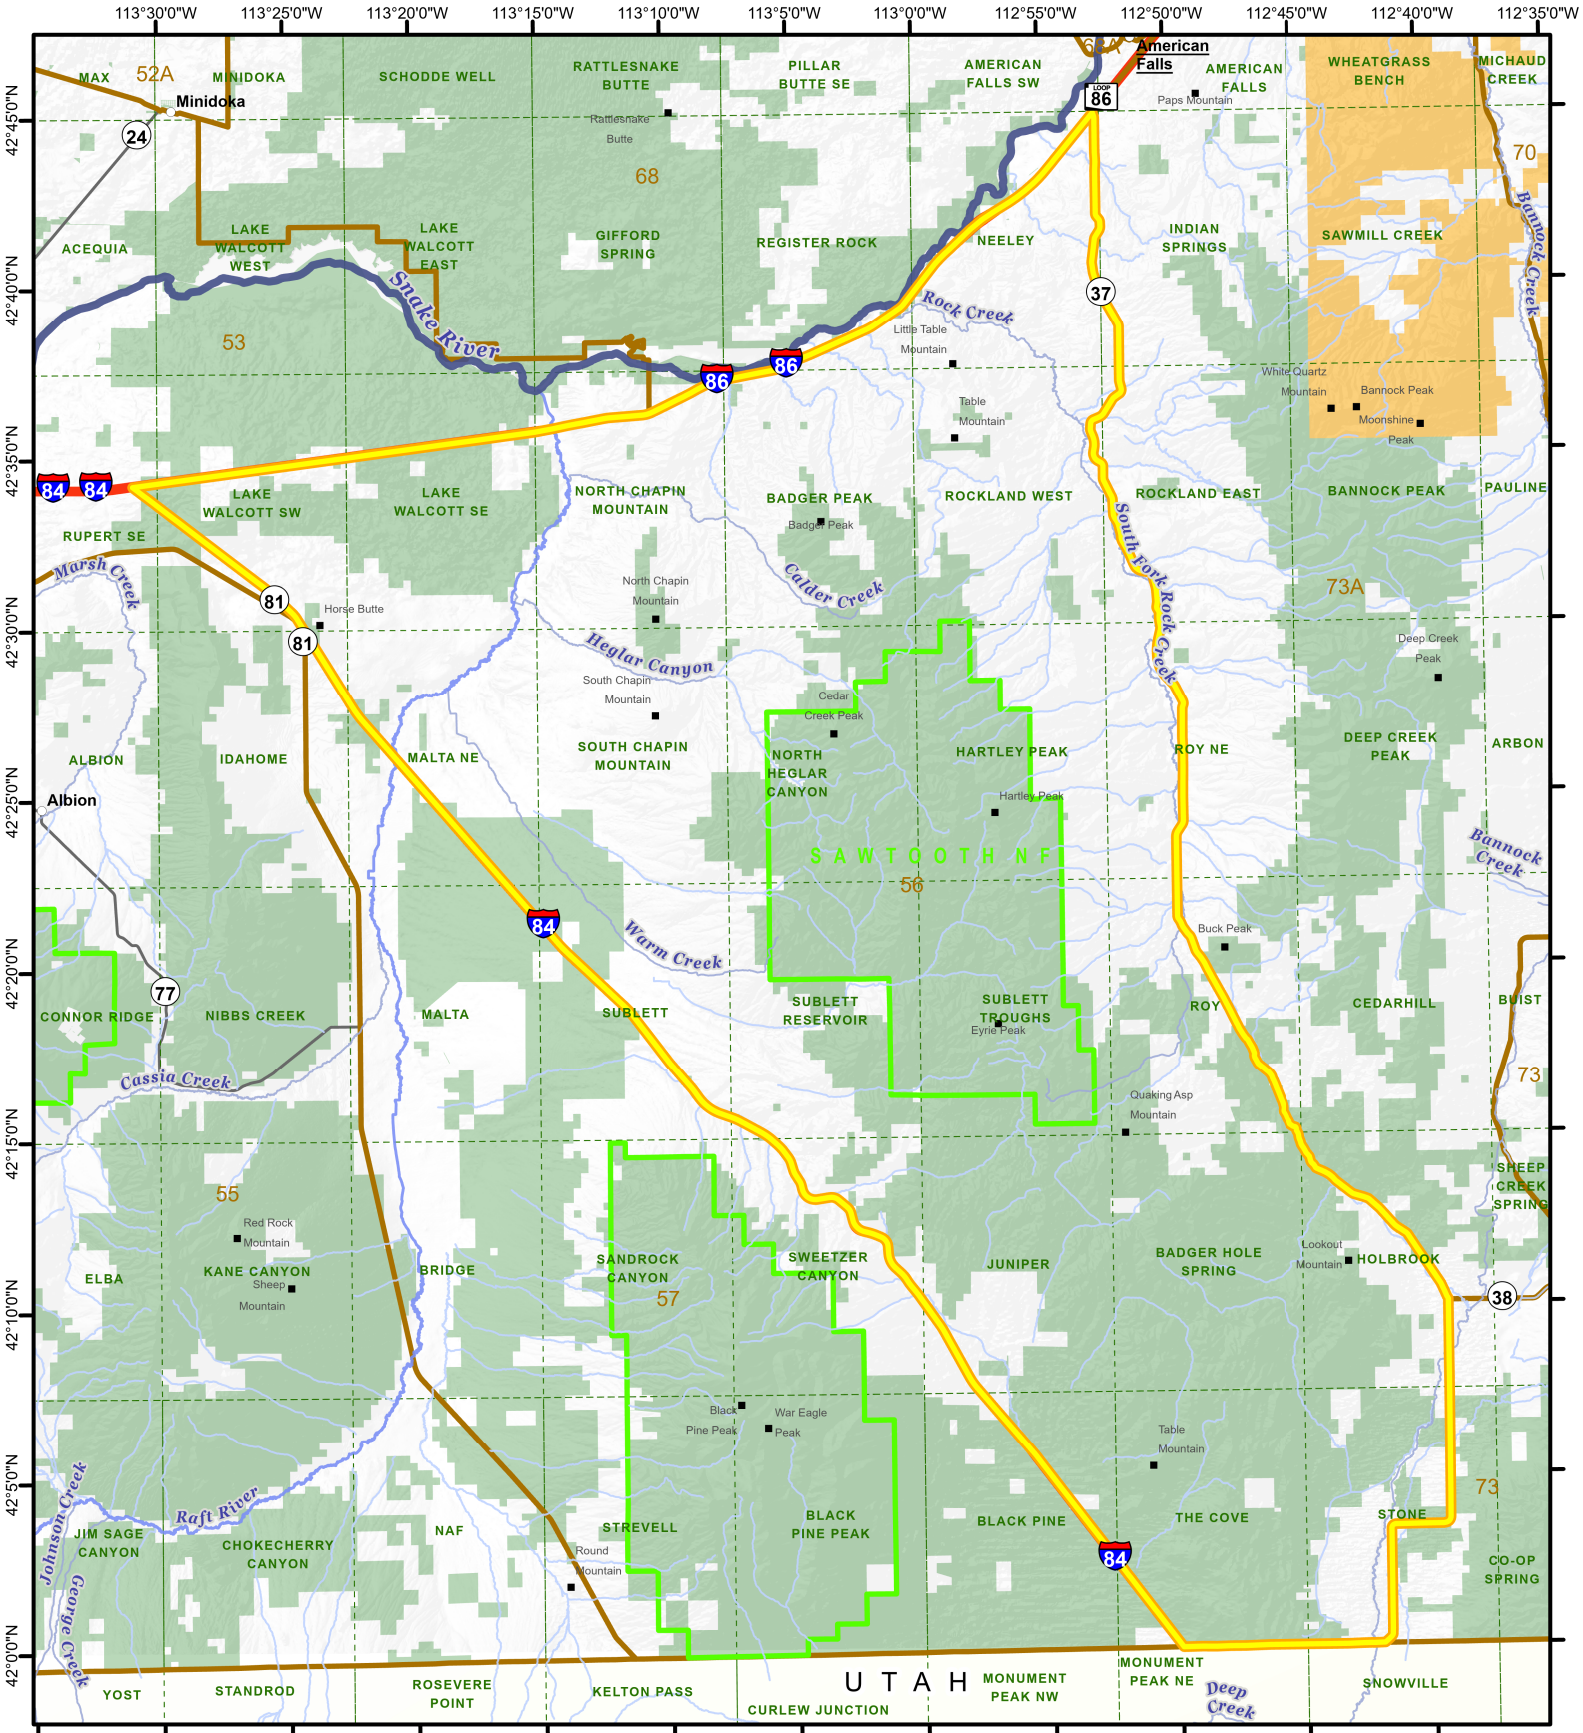 113°30'0"W
113°25'0"W
113°20'0"W
113°15'0"W
113°10'0"W
113°5'0"W
113°0'0"W
112°55'0"W
112°50'0"W
112°45'0"W
112°40'0"W
112°35'0"W
42°45'0"N
42°40'0"N
42°35'0"N
42°30'0"N
42°25'0"N
42°20'0"N
42°15'0"N
42°10'0"N
42°5'0"N
42°0'0"N
MAX
52A
MINIDOKA
Minidoka
24
SCHODDE WELL
RATTLESNAKE
BUTTE
Rattlesnake
Butte
68
PILLAR
BUTTE SE
AMERICAN
FALLS SW
American
Falls
LOOP
86
AMERICAN
FALLS
Paps Mountain
WHEATGRASS
BENCH
MICHAUD
CREEK
70
ACEQUIA
LAKE
WALCOTT
WEST
LAKE
WALCOTT
EAST
GIFFORD
SPRING
REGISTER ROCK
NEELEY
INDIAN
SPRINGS
SAWMILL CREEK
Bannock Creek
Snake River
53
86
86
Rock Creek
Little Table
Mountain
37
Table
Mountain
White Quartz
Mountain
Bannock Peak
Moonshine
Peak
84
84
RUPERT SE
LAKE
WALCOTT SW
LAKE
WALCOTT SE
NORTH CHAPIN
MOUNTAIN
BADGER PEAK
Badger Peak
ROCKLAND WEST
ROCKLAND EAST
BANNOCK PEAK
PAULINE
Marsh Creek
81
Horse Butte
81
North Chapin
Mountain
Calder Creek
South Fork Rock Creek
73A
Heglar Canyon
South Chapin
Mountain
Deep Creek
Peak
Cedar
Creek Peak
ALBION
IDAHOME
MALTA NE
SOUTH CHAPIN
MOUNTAIN
NORTH
HEGLAR
CANYON
HARTLEY PEAK
Hartley Peak
ROY NE
DEEP CREEK
PEAK
ARBON
Albion
SAWTOOTH NF
56
Bannock
Creek
84
Warm Creek
Buck Peak
77
CONNOR RIDGE
NIBBS CREEK
MALTA
SUBLETT
SUBLETT
RESERVOIR
SUBLETT
TROUGHS
Eyrie Peak
ROY
CEDARHILL
BUIST
Cassia Creek
73
Quaking Asp
Mountain
55
Red Rock
Mountain
KANE CANYON
Sheep
Mountain
ELBA
BRIDGE
SANDROCK
CANYON
57
SWEETZER
CANYON
JUNIPER
BADGER HOLE
SPRING
Lookout
Mountain
HOLBROOK
SHEEP
CREEK
SPRING
38
Black
Pine Peak
War Eagle
Peak
Table
Mountain
73
Johnson Creek
Raft River
JIM SAGE
CANYON
CHOKECHERRY
CANYON
NAF
STREVELL
Round
Mountain
BLACK
PINE PEAK
BLACK PINE
THE COVE
STONE
84
CO-OP
SPRING
George Creek
YOST
STANDROD
ROSEVERE
POINT
KELTON PASS
CURLEW JUNCTION
UTAH
MONUMENT
PEAK NW
MONUMENT
PEAK NE
Deep
Creek
SNOWVILLE